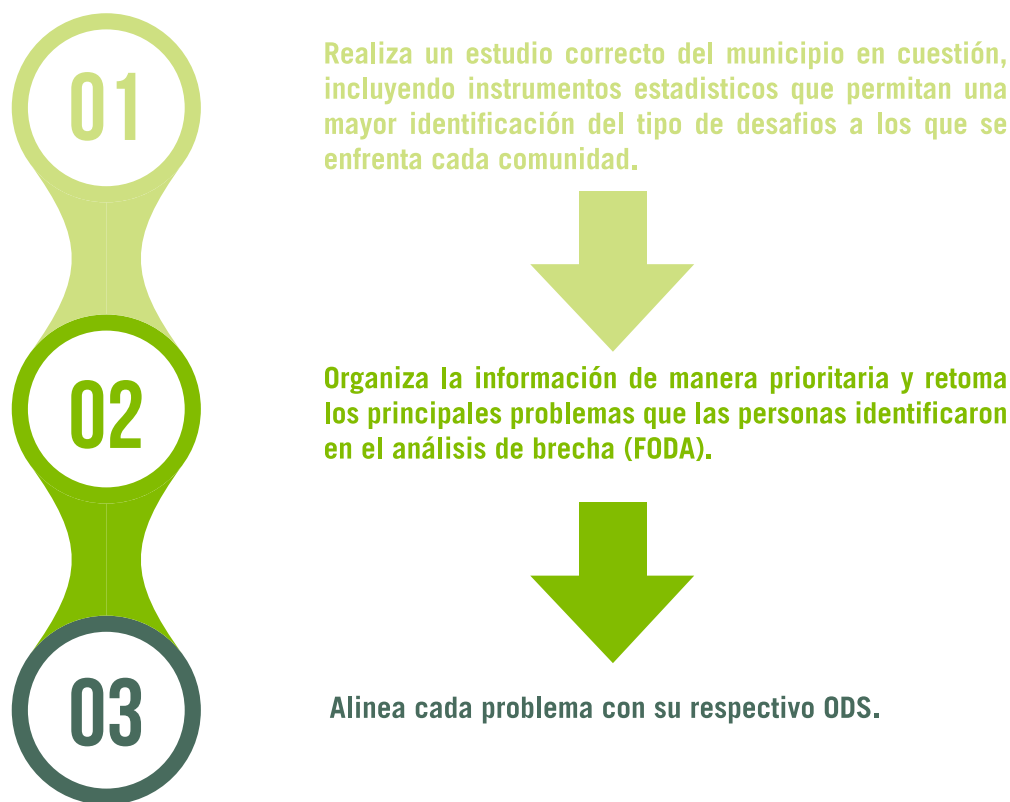 01
Realiza un estudio correcto del municipio en cuestión,
incluyendo instrumentos estadisticos que permitan una
mayor identificación del tipo de desafios a los que se
enfrenta cada comunidad.
02
Organiza la información de manera prioritaria y retoma
los principales problemas que las personas identificaron
en el análisis de brecha (FODA).
03
Alinea cada problema con su respectivo ODS.